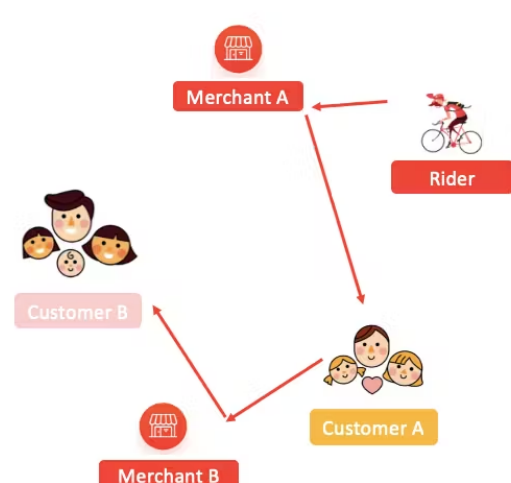 Merchant A
Rider
Customer B
Customer A
Merchant B